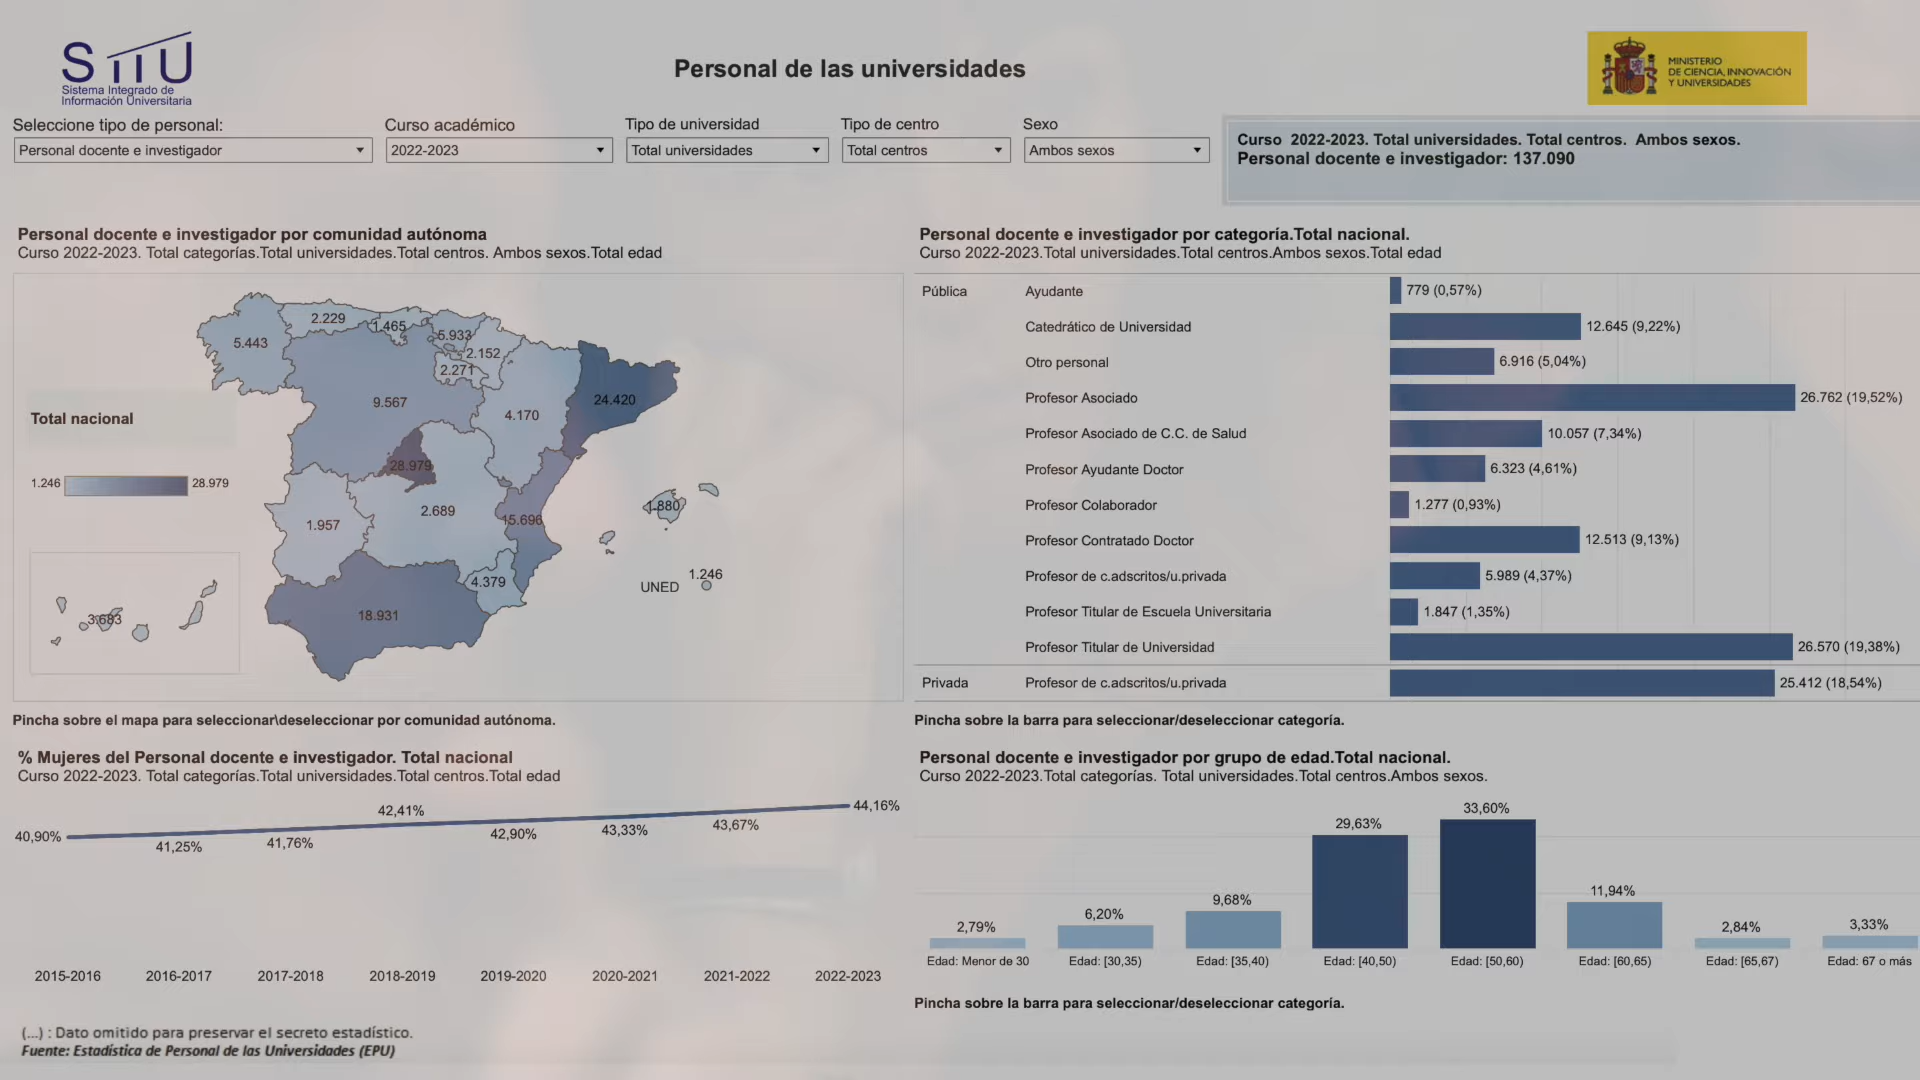 SIIU
Sistema Integrado de
Información Universitaria
Personal de las universidades
MINISTERIO
DE CIENCIA, INNOVACIÓN
Y UNIVERSIDADES
Seleccione tipo de personal:
Personal docente e investigador
Curso académico
2022-2023
Tipo de universidad
Total universidades
Tipo de centro
Total centros
Sexo
Ambos sexos
Curso 2022-2023. Total universidades. Total centros. Ambos sexos.
Personal docente e investigador: 137.090
Personal docente e investigador por comunidad autónoma
Curso 2022-2023. Total categorías.Total universidades.Total centros. Ambos sexos.Total edad
5.443
2.229
1.465
5.933
2.152
2.271
9.567
4.170
24.420
28.979
2.689
1.957
15.696
1.880
4.379
18.931
3.683
UNED
1.246
Total nacional
1.246
28.979
Pincha sobre el mapa para seleccionar\deseleccionar por comunidad autónoma.
Personal docente e investigador por categoría.Total nacional.
Curso 2022-2023.Total universidades.Total centros.Ambos sexos.Total edad
Pública Ayudante 779 (0,57%)
Catedrático de Universidad 12.645 (9,22%)
Otro personal 6.916 (5,04%)
Profesor Asociado 26.762 (19,52%)
Profesor Asociado de C.C. de Salud 10.057 (7,34%)
Profesor Ayudante Doctor 6.323 (4,61%)
Profesor Colaborador 1.277 (0,93%)
Profesor Contratado Doctor 12.513 (9,13%)
Profesor de c.adscritos/u.privada 5.989 (4,37%)
Profesor Titular de Escuela Universitaria 1.847 (1,35%)
Profesor Titular de Universidad 26.570 (19,38%)
Privada Profesor de c.adscritos/u.privada 25.412 (18,54%)
Pincha sobre la barra para seleccionar/deseleccionar categoría.
% Mujeres del Personal docente e investigador. Total nacional
Curso 2022-2023. Total categorías.Total universidades.Total centros.Total edad
40,90% 41,25% 41,76% 42,41% 42,90% 43,33% 43,67% 44,16%
2015-2016 2016-2017 2017-2018 2018-2019 2019-2020 2020-2021 2021-2022 2022-2023
Personal docente e investigador por grupo de edad.Total nacional.
Curso 2022-2023.Total categorías. Total universidades.Total centros.Ambos sexos.
2,79% 6,20% 9,68% 29,63% 33,60% 11,94% 2,84% 3,33%
Edad: Menor de 30 Edad: [30,35) Edad: [35,40) Edad: [40,50) Edad: [50,60) Edad: [60,65) Edad: [65,67) Edad: 67 o más
Pincha sobre la barra para seleccionar/deseleccionar categoría.
(...) : Dato omitido para preservar el secreto estadístico.
Fuente: Estadística de Personal de las Universidades (EPU)